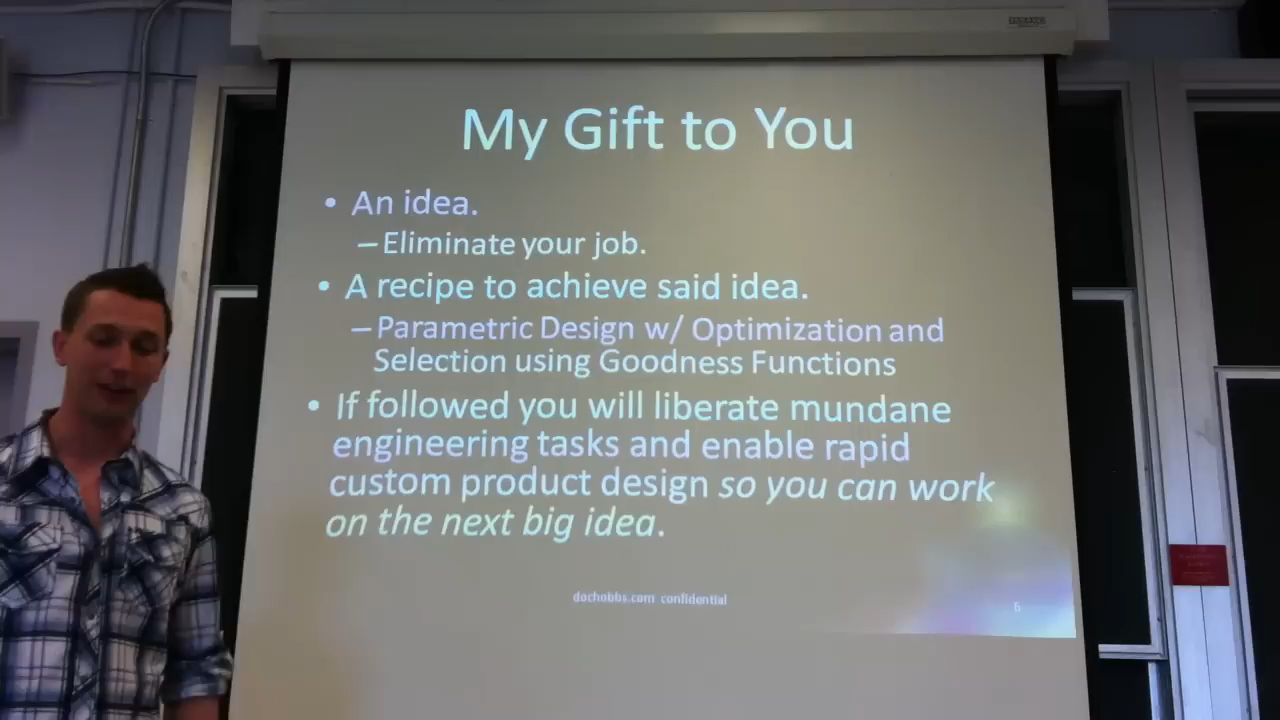 My Gift to You
• An idea.
– Eliminate your job.
• A recipe to achieve said idea.
– Parametric Design w/ Optimization and
Selection using Goodness Functions
• If followed you will liberate mundane
engineering tasks and enable rapid
custom product design so you can work
on the next big idea.
dochobbs.com confidential
6